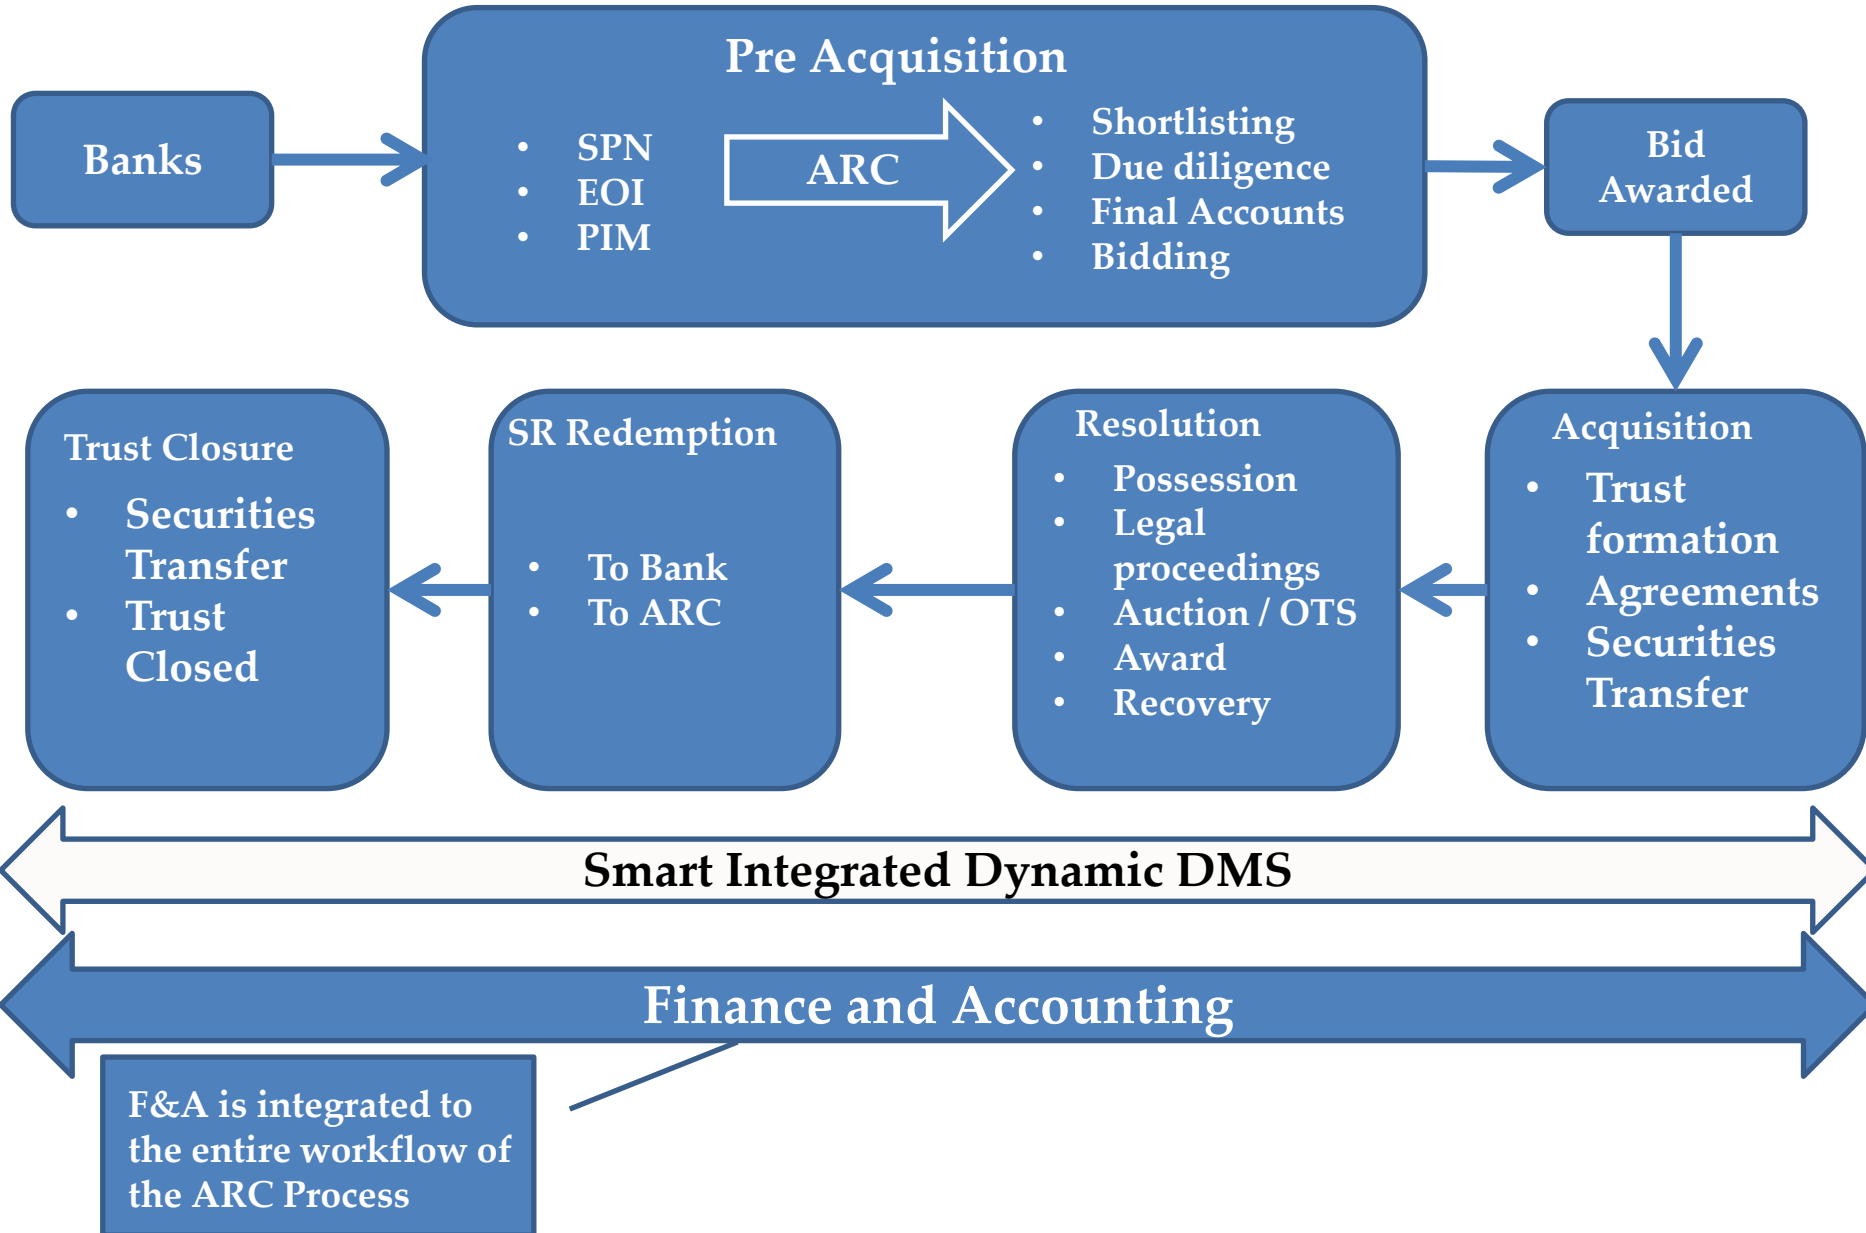 Pre Acquisition
Banks
• SPN
• EOI
• PIM
ARC
• Shortlisting
• Due diligence
• Final Accounts
• Bidding
Bid
Awarded
Trust Closure
• Securities
Transfer
• Trust
Closed
SR Redemption
• To Bank
• To ARC
Resolution
• Possession
• Legal
proceedings
• Auction / OTS
• Award
• Recovery
Acquisition
• Trust
formation
• Agreements
• Securities
Transfer
Smart Integrated Dynamic DMS
Finance and Accounting
F&A is integrated to
the entire workflow of
the ARC Process